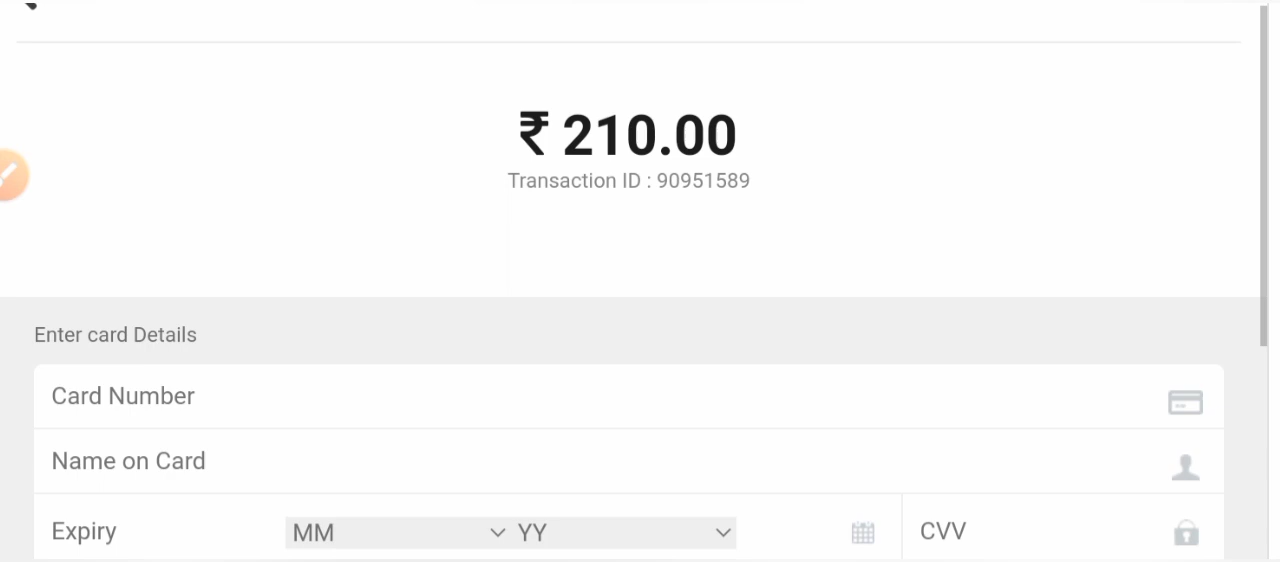 ₹ 210.00
Transaction ID : 90951589
Enter card Details
Card Number
Name on Card
Expiry MM YY CVV